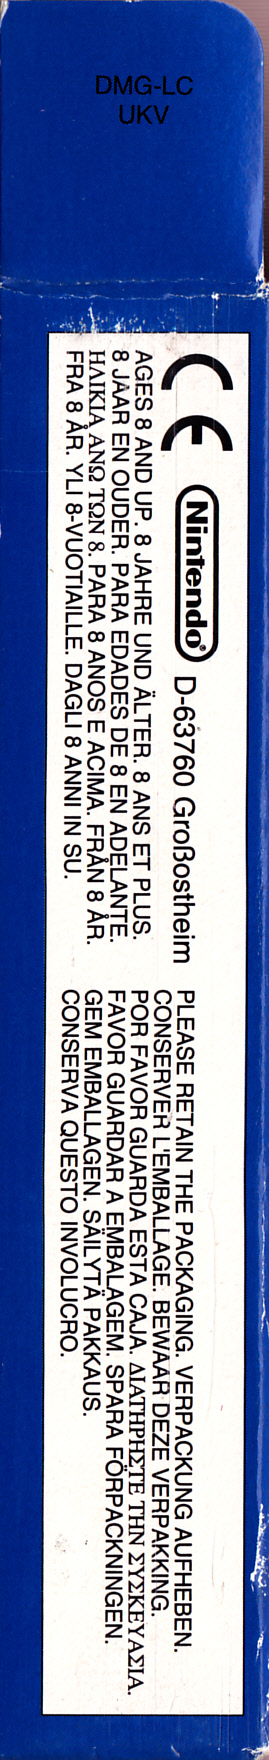 DMG-LC
UKV
CE
Nintendo® D-63760 Großostheim
AGES 8 AND UP. 8 JAHRE UND ÄLTER. 8 ANS ET PLUS.
8 JAAR EN OUDER. PARA EDADES DE 8 EN ADELANTE.
ΗΛΙΚΙΑ ΑΝΩ ΤΩΝ 8. PARA 8 ANOS E ACIMA. FRÅN 8 ÅR.
FRA 8 ÅR. YLI 8-VUOTIAILLE. DAGLI 8 ANNI IN SU.
PLEASE RETAIN THE PACKAGING. VERPACKUNG AUFHEBEN.
CONSERVER L'EMBALLAGE. BEWAAR DEZE VERPAKKING.
POR FAVOR GUARDA ESTA CAJA. ΔΙΑΤΗΡΗΣΤΕ ΤΗΝ ΣΥΣΚΕΥΑΣΙΑ.
FAVOR GUARDAR A EMBALAGEM. SPARA FÖRPACKNINGEN.
GEM EMBALLAGEN. SÄILYTÄ PAKKAUS.
CONSERVA QUESTO INVOLUCRO.